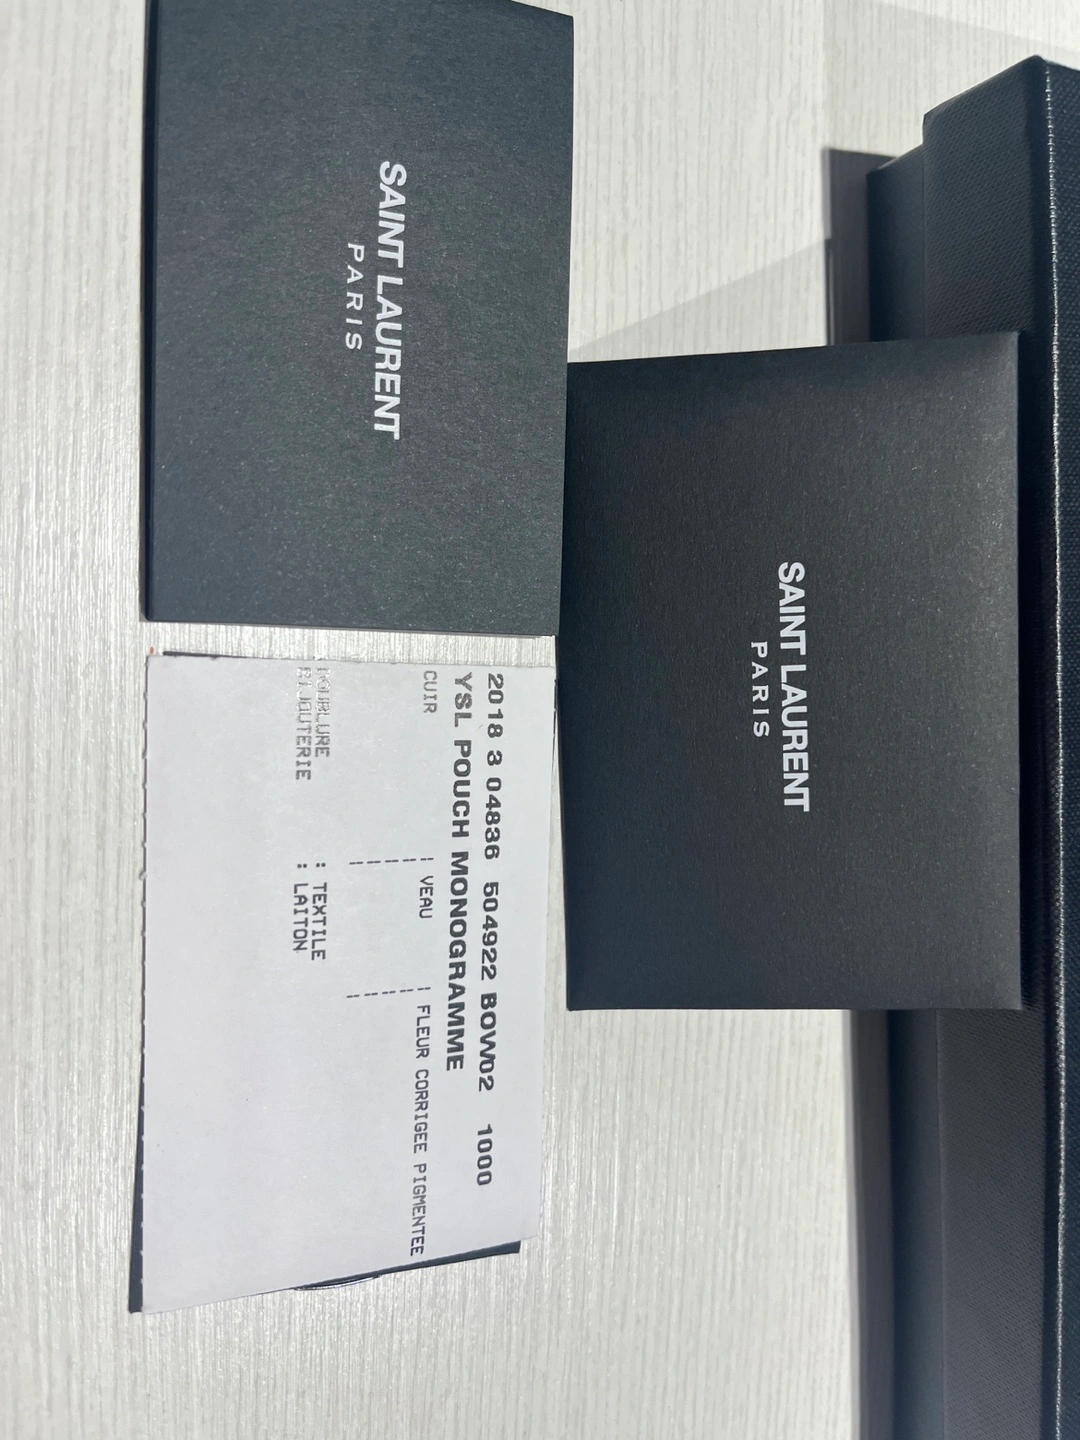 SAINT LAURENT
PARIS
SAINT LAURENT
PARIS
2018 3 04836 504922 BOW02 1000
YSL POUCH MONOGRAMME
CUIR : VEAU : FLEUR CORRIGEE PIGMENTEE
DOUBLURE : TEXTILE
BIJOUTERIE : LAITON